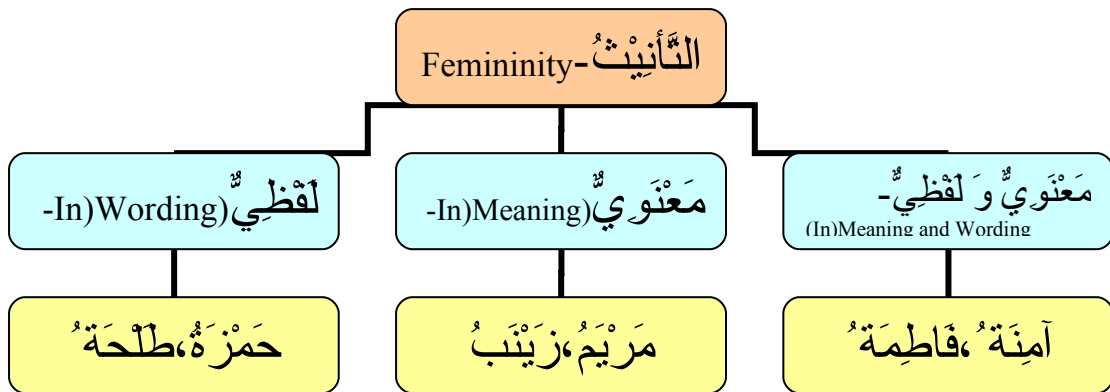 التَّأنِيْثُ-Femininity
مَعْنَوِيٌّ وَ لَفْظِيٌّ-
(In)Meaning and Wording
مَعْنَوِيٌّ(In)Meaning-
لَفْظِيٌّ(In)Wording-
آمِنَة ُ،فَاطِمَة ُ
مَرْيَمُ،زَيْنَبُ
حَمْزَةُ،طَلْحَة ُ